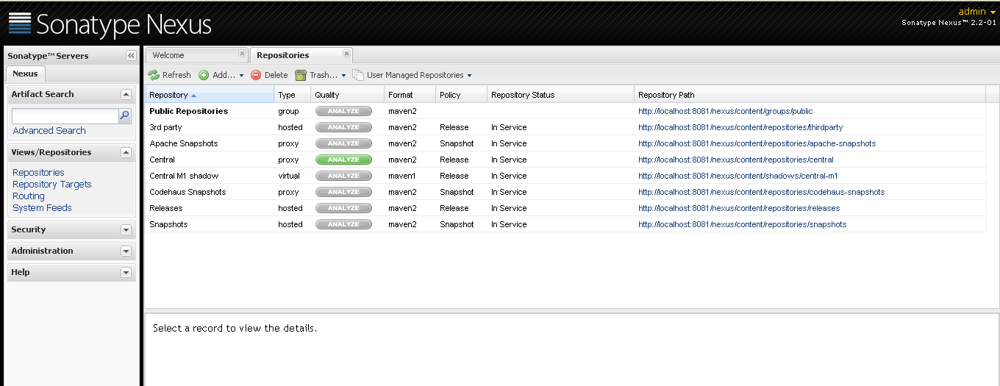 Sonatype Nexus
admin
Sonatype Nexus™ 2.2-01
Sonatype™ Servers
Nexus
Artifact Search
Advanced Search
Views/Repositories
Repositories
Repository Targets
Routing
System Feeds
Security
Administration
Help
Welcome Repositories
Refresh Add... Delete Trash... User Managed Repositories
Repository Type Quality Format Policy Repository Status Repository Path
Public Repositories group ANALYZE maven2 http://localhost:8081/nexus/content/groups/public
3rd party hosted ANALYZE maven2 Release In Service http://localhost:8081/nexus/content/repositories/thirdparty
Apache Snapshots proxy ANALYZE maven2 Snapshot In Service http://localhost:8081/nexus/content/repositories/apache-snapshots
Central proxy ANALYZE maven2 Release In Service http://localhost:8081/nexus/content/repositories/central
Central M1 shadow virtual ANALYZE maven1 Release In Service http://localhost:8081/nexus/content/shadows/central-m1
Codehaus Snapshots proxy ANALYZE maven2 Snapshot In Service http://localhost:8081/nexus/content/repositories/codehaus-snapshots
Releases hosted ANALYZE maven2 Release In Service http://localhost:8081/nexus/content/repositories/releases
Snapshots hosted ANALYZE maven2 Snapshot In Service http://localhost:8081/nexus/content/repositories/snapshots
Select a record to view the details.